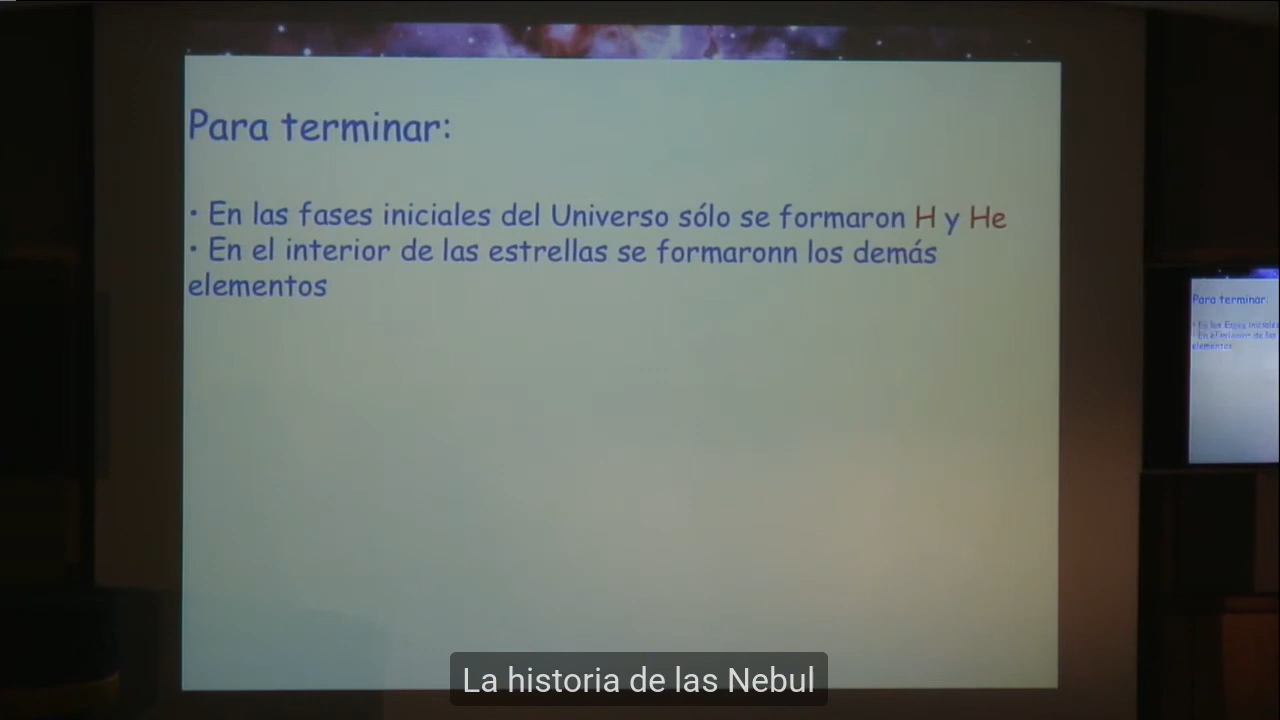 Para terminar:
• En las fases iniciales del Universo sólo se formaron H y He
• En el interior de las estrellas se formaronn los demás
elementos
Para terminar:
elementos
La historia de las Nebul